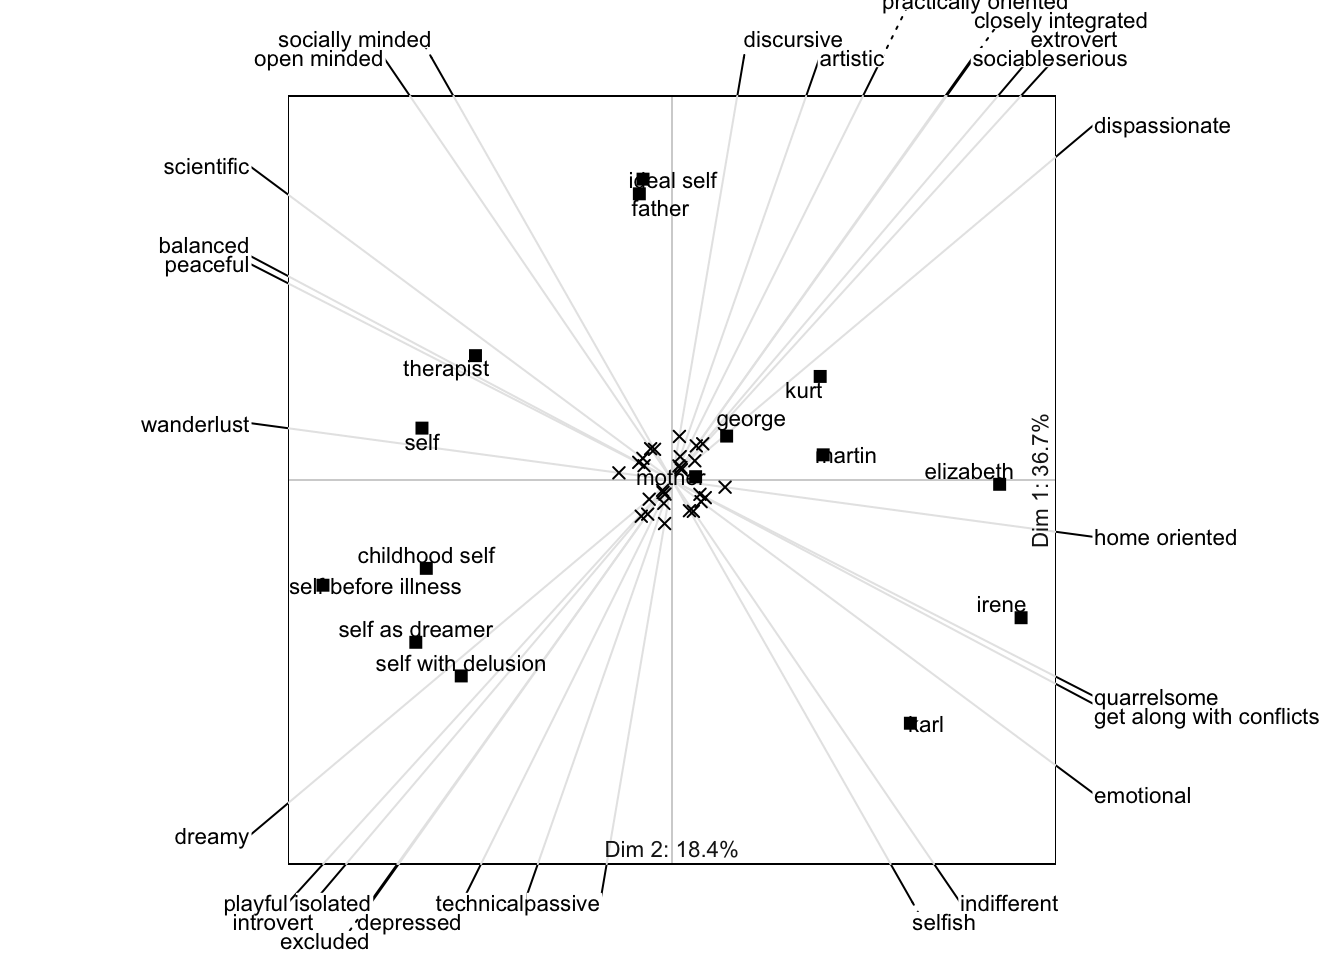 practically oriented
closely integrated
socially minded
discursive
extrovert
open minded
artistic
sociable
serious
dispassionate
scientific
ideal self
father
balanced
peaceful
therapist
kurt
george
wanderlust
self
martin
elizabeth
mother
Dim 1: 36.7%
home oriented
childhood self
self before illness
irene
self as dreamer
self with delusion
quarrelsome
get along with conflicts
karl
emotional
dreamy
Dim 2: 18.4%
playful
isolated
technical
passive
indifferent
introvert
depressed
selfish
excluded